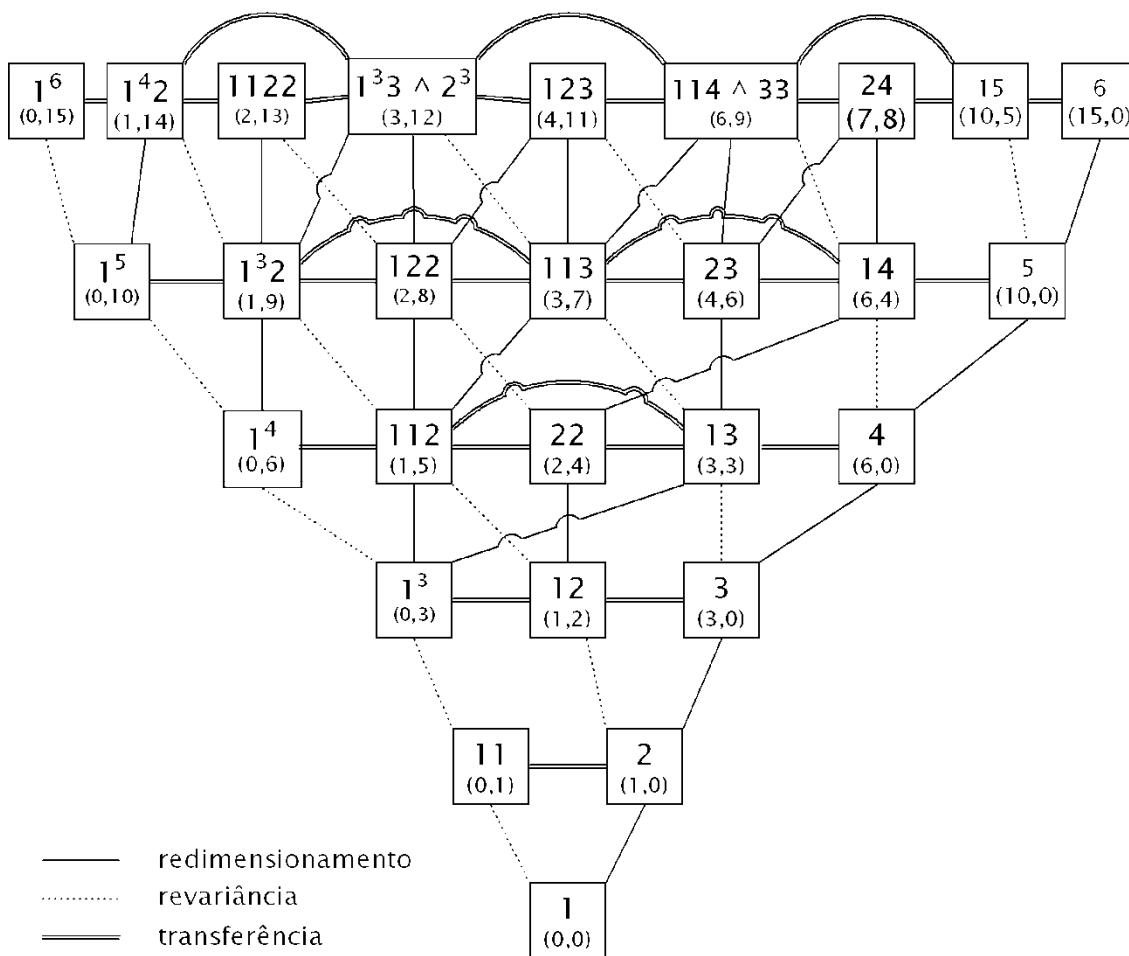 1⁶ 1⁴2 1122 1³3 ∧ 2³ 123 114 ∧ 33 24 15 6
(0,15) (1,14) (2,13) (3,12) (4,11) (6,9) (7,8) (10,5) (15,0)
1⁵ 1³2 122 113 23 14 5
(0,10) (1,9) (2,8) (3,7) (4,6) (6,4) (10,0)
1⁴ 112 22 13 4
(0,6) (1,5) (2,4) (3,3) (6,0)
1³ 12 3
(0,3) (1,2) (3,0)
11 2
(0,1) (1,0)
1
(0,0)
redimensionamento
revariância
transferência